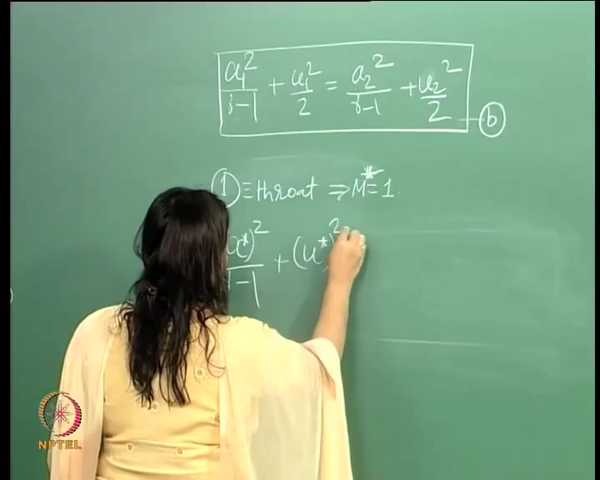 a₁²/(γ-1) + u₁²/2 = a₂²/(γ-1) + u₂²/2 — ⓑ
① ≡ throat ⇒ M* = 1.
(a*)²/(γ-1) + (u*)²
NPTEL